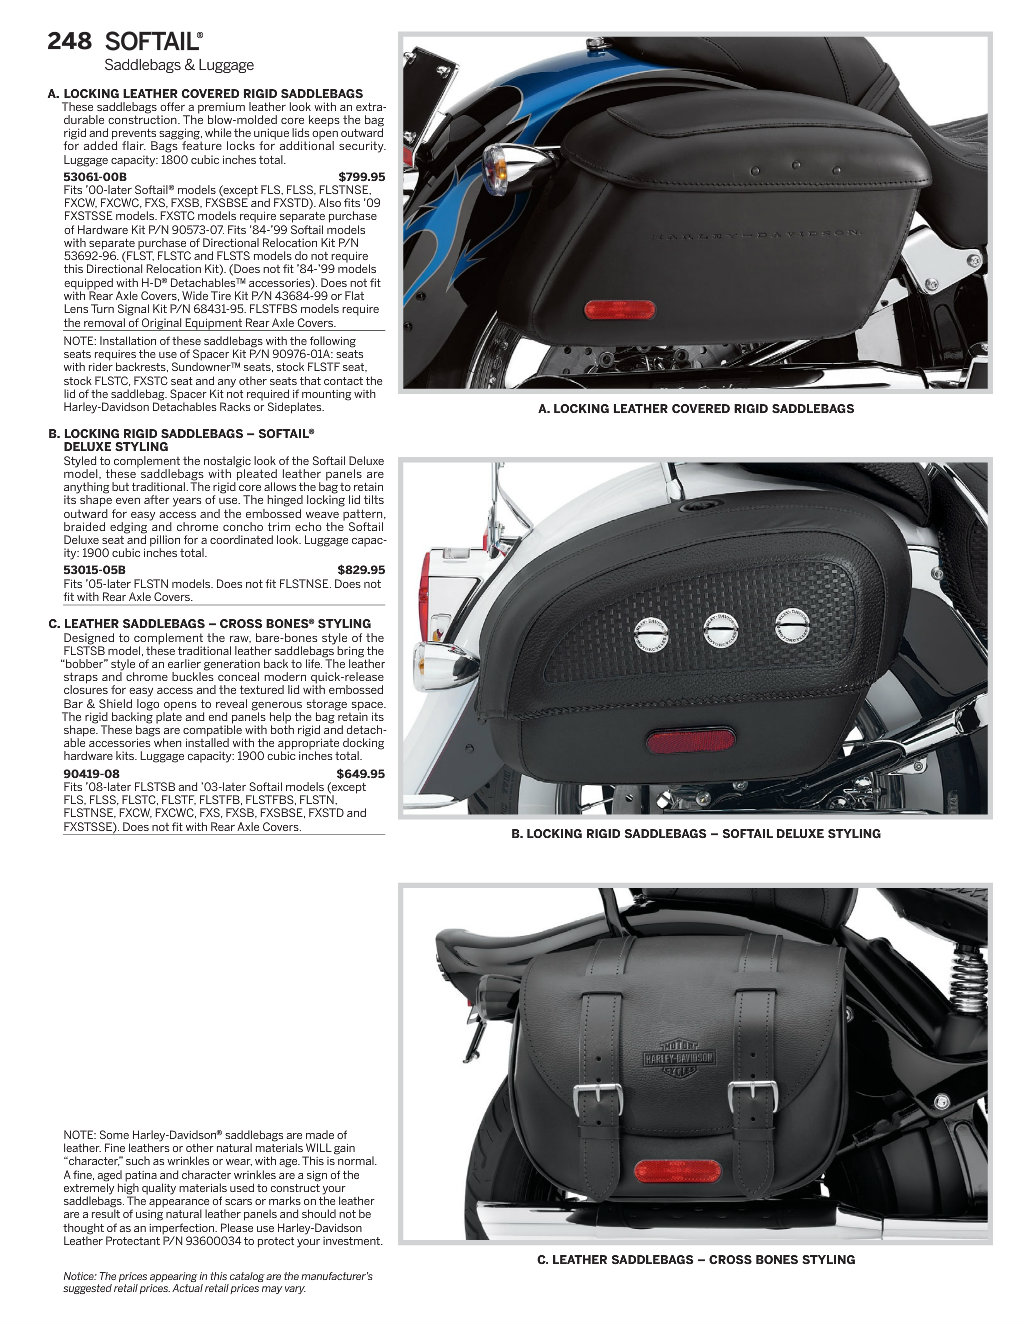 248 SOFTAIL®
Saddlebags & Luggage
A. LOCKING LEATHER COVERED RIGID SADDLEBAGS
These saddlebags offer a premium leather look with an extra-
durable construction. The blow-molded core keeps the bag
rigid and prevents sagging, while the unique lids open outward
for added flair. Bags feature locks for additional security.
Luggage capacity: 1800 cubic inches total.
53061-00B $799.95
Fits ’00-later Softail® models (except FLS, FLSS, FLSTNSE,
FXCW, FXCWC, FXS, FXSB, FXSBSE and FXSTD). Also fits ’09
FXSTSSE models. FXSTC models require separate purchase
of Hardware Kit P/N 90573-07. Fits ‘84-’99 Softail models
with separate purchase of Directional Relocation Kit P/N
53692-96. (FLST, FLSTC and FLSTS models do not require
this Directional Relocation Kit). (Does not fit ’84-’99 models
equipped with H-D® Detachables™ accessories). Does not fit
with Rear Axle Covers, Wide Tire Kit P/N 43684-99 or Flat
Lens Turn Signal Kit P/N 68431-95. FLSTFBS models require
the removal of Original Equipment Rear Axle Covers.
NOTE: Installation of these saddlebags with the following
seats requires the use of Spacer Kit P/N 90976-01A: seats
with rider backrests, Sundowner™ seats, stock FLSTF seat,
stock FLSTC, FXSTC seat and any other seats that contact the
lid of the saddlebag. Spacer Kit not required if mounting with
Harley-Davidson Detachables Racks or Sideplates.
B. LOCKING RIGID SADDLEBAGS – SOFTAIL®
DELUXE STYLING
Styled to complement the nostalgic look of the Softail Deluxe
model, these saddlebags with pleated leather panels are
anything but traditional. The rigid core allows the bag to retain
its shape even after years of use. The hinged locking lid tilts
outward for easy access and the embossed weave pattern,
braided edging and chrome concho trim echo the Softail
Deluxe seat and pillion for a coordinated look. Luggage capac-
ity: 1900 cubic inches total.
53015-05B $829.95
Fits ’05-later FLSTN models. Does not fit FLSTNSE. Does not
fit with Rear Axle Covers.
C. LEATHER SADDLEBAGS – CROSS BONES® STYLING
Designed to complement the raw, bare-bones style of the
FLSTSB model, these traditional leather saddlebags bring the
“bobber” style of an earlier generation back to life. The leather
straps and chrome buckles conceal modern quick-release
closures for easy access and the textured lid with embossed
Bar & Shield logo opens to reveal generous storage space.
The rigid backing plate and end panels help the bag retain its
shape. These bags are compatible with both rigid and detach-
able accessories when installed with the appropriate docking
hardware kits. Luggage capacity: 1900 cubic inches total.
90419-08 $649.95
Fits ’08-later FLSTSB and ’03-later Softail models (except
FLS, FLSS, FLSTC, FLSTF, FLSTFB, FLSTFBS, FLSTN,
FLSTNSE, FXCW, FXCWC, FXS, FXSB, FXSBSE, FXSTD and
FXSTSSE). Does not fit with Rear Axle Covers.
NOTE: Some Harley-Davidson® saddlebags are made of
leather. Fine leathers or other natural materials WILL gain
“character,” such as wrinkles or wear, with age. This is normal.
A fine, aged patina and character wrinkles are a sign of the
extremely high quality materials used to construct your
saddlebags. The appearance of scars or marks on the leather
are a result of using natural leather panels and should not be
thought of as an imperfection. Please use Harley-Davidson
Leather Protectant P/N 93600034 to protect your investment.
Notice: The prices appearing in this catalog are the manufacturer’s
suggested retail prices. Actual retail prices may vary.
HARLEY-DAVIDSON
A. LOCKING LEATHER COVERED RIGID SADDLEBAGS
B. LOCKING RIGID SADDLEBAGS – SOFTAIL DELUXE STYLING
MOTOR
HARLEY-DAVIDSON
CYCLES
C. LEATHER SADDLEBAGS – CROSS BONES STYLING